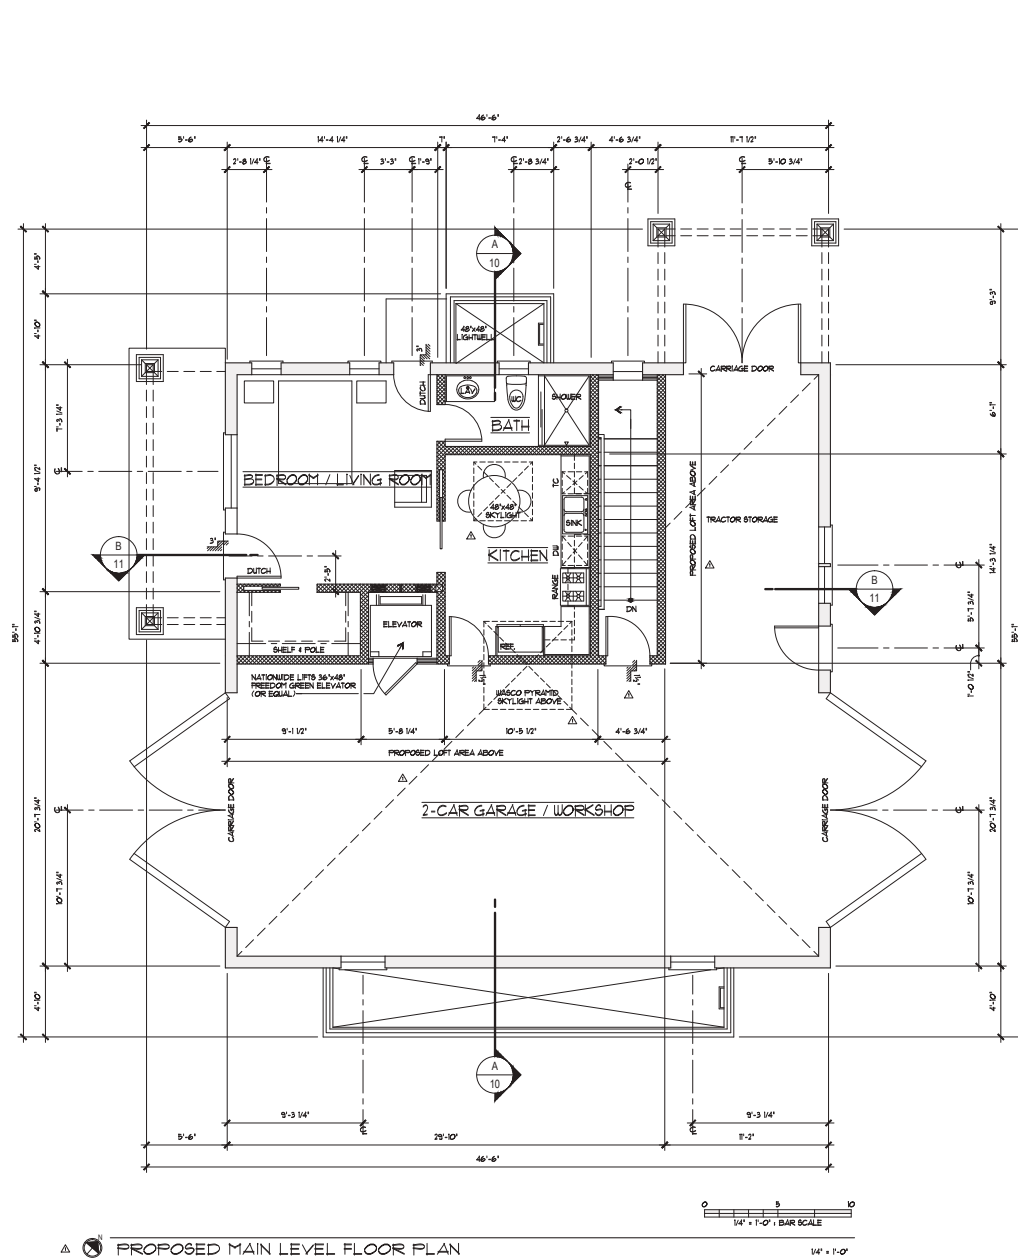 46'-6"
5'-6"
14'-4 1/4"
7"
7'-4"
2'-6 3/4"
4'-6 3/4"
11'-7 1/2"
2'-8 1/4"
3'-3"
1'-9"
2'-8 3/4"
2'-0 1/2"
5'-10 3/4"
A
10
4'-5"
9'-3"
4'-10"
48"x48"
LIGHTWELL
3"
CARRIAGE DOOR
DUTCH
LAV
WC
SHOWER
BATH
7'-3 1/4"
6'-1"
9'-4 1/2"
BEDROOM / LIVING ROOM
TC
48"x48"
SKYLIGHT
SINK
PROPOSED LOFT AREA ABOVE
TRACTOR STORAGE
3"
B
11
KITCHEN
DW
14'-3 1/4"
DUTCH
2'-5"
RANGE
B
11
DN
5'-7 3/4"
4'-10 3/4"
ELEVATOR
55'-1"
55'-1"
SHELF & POLE
REF.
1'-0 1/2"
NATIONWIDE LIFTS 36"x48"
FREEDOM GREEN ELEVATOR
(OR EQUAL)
WASCO PYRAMID
SKYLIGHT ABOVE
9'-1 1/2"
5'-8 1/4"
10'-5 1/2"
4'-6 3/4"
PROPOSED LOFT AREA ABOVE
2-CAR GARAGE / WORKSHOP
CARRIAGE DOOR
CARRIAGE DOOR
20'-7 3/4"
20'-7 3/4"
10'-7 3/4"
10'-7 3/4"
4'-10"
4'-10"
A
10
9'-3 1/4"
9'-3 1/4"
5'-6"
29'-10"
11'-2"
46'-6"
0 5 10
1/4" = 1'-0" : BAR SCALE
N
PROPOSED MAIN LEVEL FLOOR PLAN
1/4" = 1'-0"